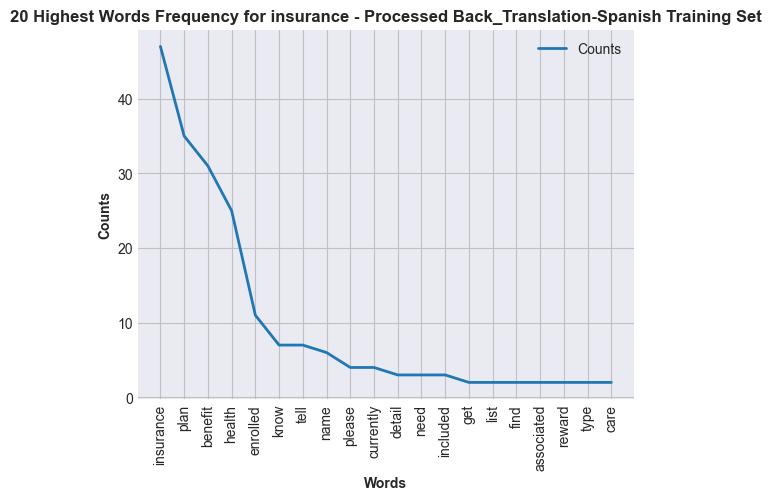 20 Highest Words Frequency for insurance - Processed Back_Translation-Spanish Training Set
Counts
40
30
20
10
0
Counts
insurance
plan
benefit
health
enrolled
know
tell
name
please
currently
detail
need
included
get
list
find
associated
reward
type
care
Words